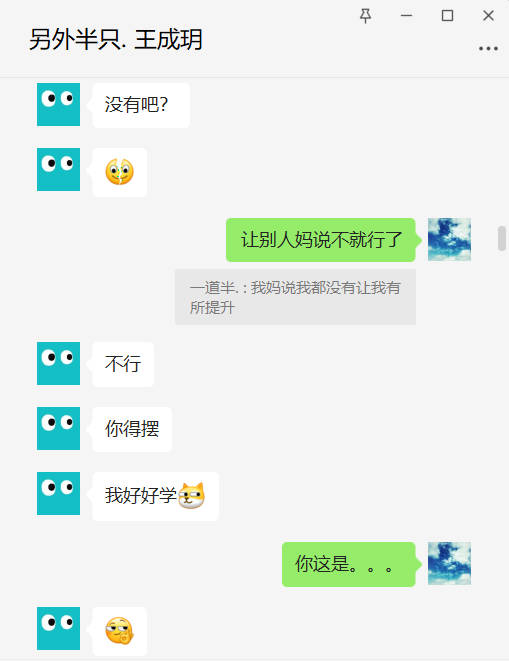 另外半只. 王成玥
没有吧？
让别人妈说不就行了
一道半. : 我妈说我都没有让我有
所提升
不行
你得摆
我好好学
你这是。。。